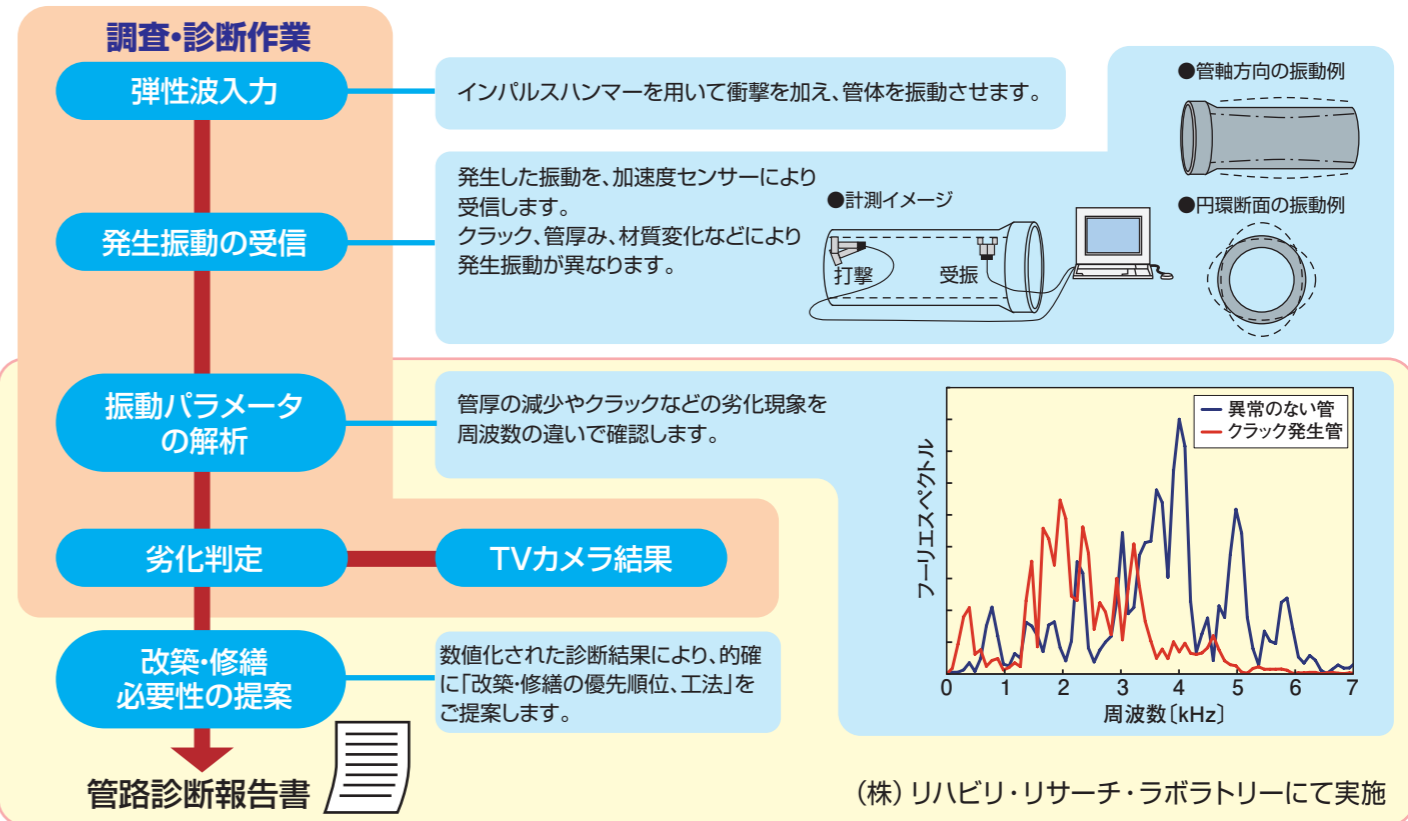 調査・診断作業
弾性波入力
インパルスハンマーを用いて衝撃を加え、管体を振動させます。
●管軸方向の振動例
発生振動の受信
発生した振動を、加速度センサーにより
受信します。
クラック、管厚み、材質変化などにより
発生振動が異なります。
●計測イメージ
打撃
受振
●円環断面の振動例
振動パラメータ
の解析
管厚の減少やクラックなどの劣化現象を
周波数の違いで確認します。
異常のない管
クラック発生管
フーリエスペクトル
0 1 2 3 4 5 6 7
周波数〔kHz〕
劣化判定
TVカメラ結果
改築・修繕
必要性の提案
数値化された診断結果により、的確
に「改築・修繕の優先順位、工法」を
ご提案します。
管路診断報告書
（株）リハビリ・リサーチ・ラボラトリーにて実施